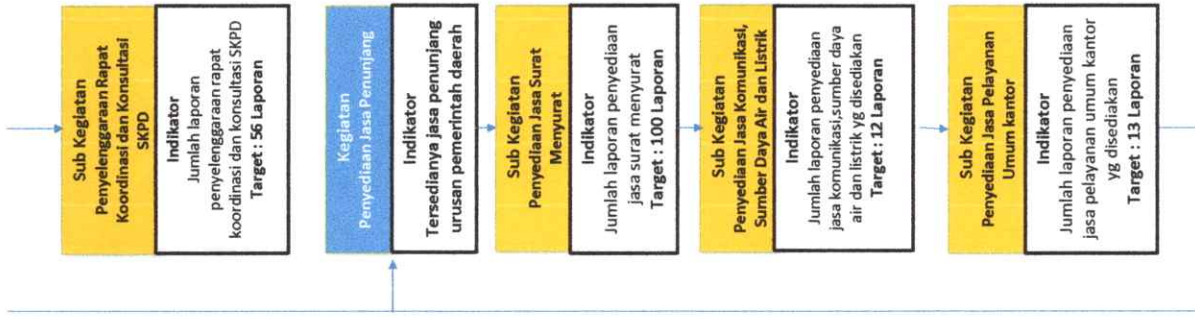 Sub Kegiatan
Penyelenggaraan Rapat
Koordinasi dan Konsultasi
SKPD
Indikator
Jumlah laporan
penyelenggaraan rapat
koordinasi dan konsultasi SKPD
Target : 56 Laporan
Kegiatan
Penyediaan Jasa Penunjang
Indikator
Tersedianya jasa penunjang
urusan pemerintah daerah
Sub Kegiatan
Penyediaan Jasa Surat
Menyurat
Indikator
Jumlah laporan penyediaan
jasa surat menyurat
Target : 100 Laporan
Sub Kegiatan
Penyediaan Jasa Komunikasi,
Sumber Daya Air dan Listrik
Indikator
Jumlah laporan penyediaan
jasa komunikasi,sumber daya
air dan listrik yg disediakan
Target : 12 Laporan
Sub Kegiatan
Penyediaan Jasa Pelayanan
Umum kantor
Indikator
Jumlah laporan penyediaan
jasa pelayanan umum kantor
yg disediakan
Target : 13 Laporan